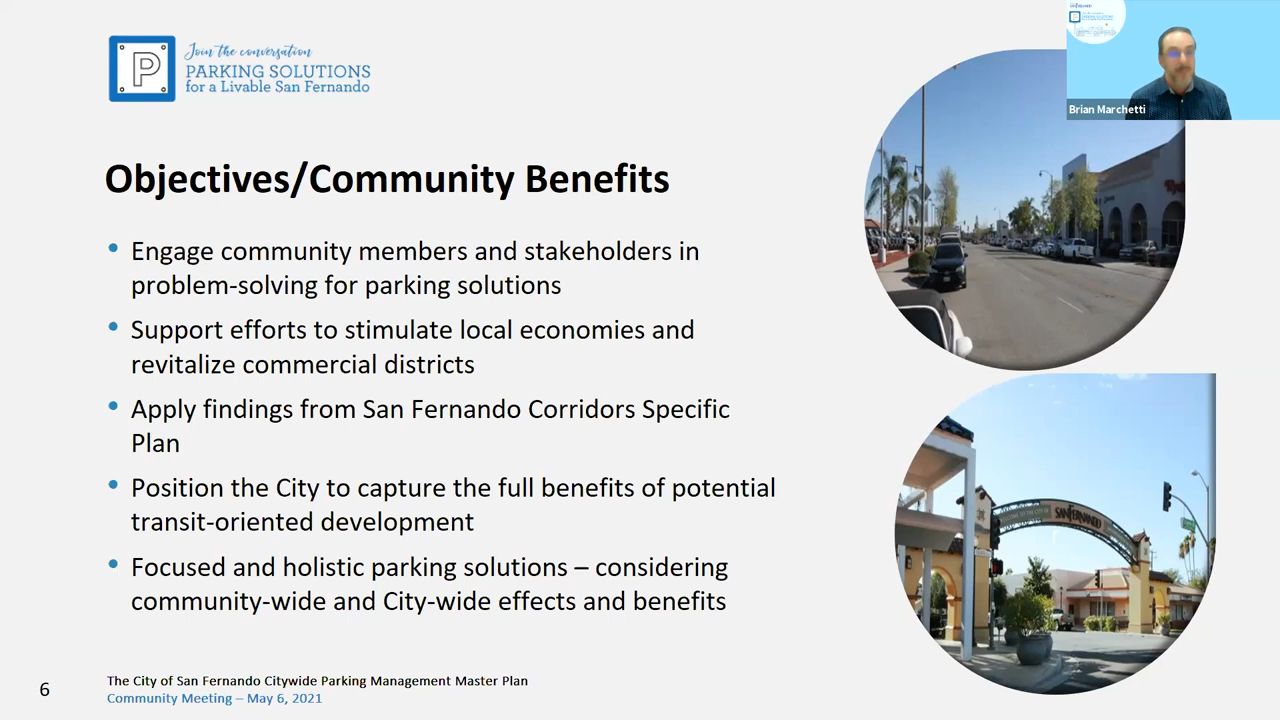 Join the conversation
PARKING SOLUTIONS
for a Livable San Fernando
P
Brian Marchetti
Objectives/Community Benefits
• Engage community members and stakeholders in
problem-solving for parking solutions
• Support efforts to stimulate local economies and
revitalize commercial districts
• Apply findings from San Fernando Corridors Specific
Plan
• Position the City to capture the full benefits of potential
transit-oriented development
• Focused and holistic parking solutions – considering
community-wide and City-wide effects and benefits
SAN FERNANDO
6
The City of San Fernando Citywide Parking Management Master Plan
Community Meeting – May 6, 2021